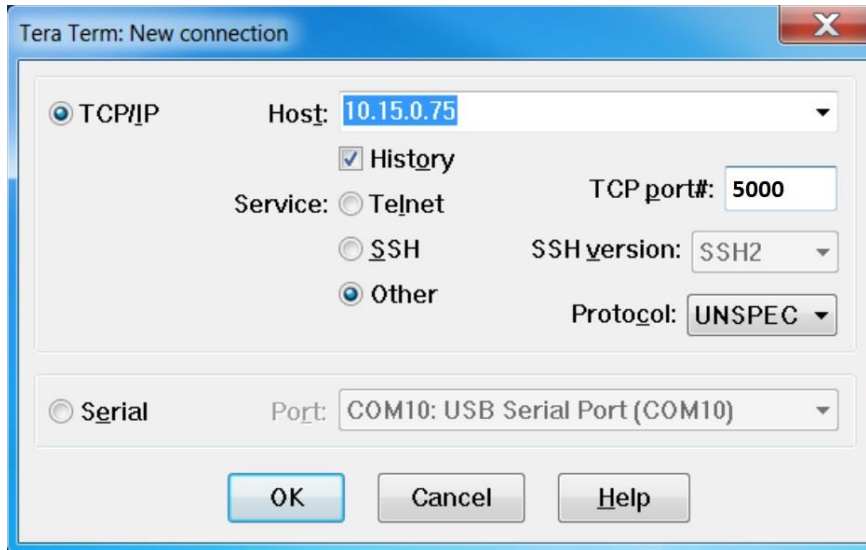 Tera Term: New connection
TCP/IP Host: 10.15.0.75
History
Service: Telnet TCP port#: 5000
SSH SSH version: SSH2
Other Protocol: UNSPEC
Serial Port: COM10: USB Serial Port (COM10)
OK Cancel Help